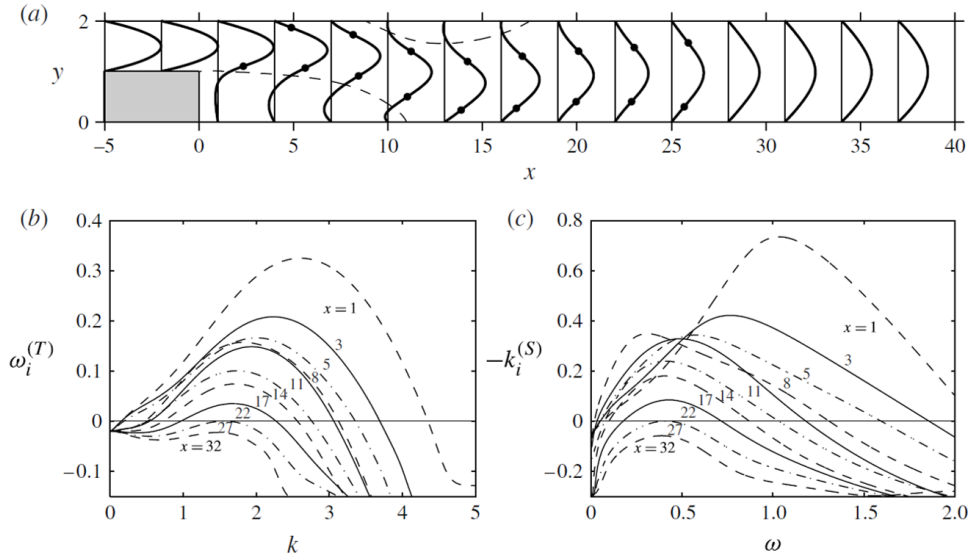 (a)
2
y 1
0
−5 0 5 10 15 20 25 30 35 40
x
(b) (c)
0.4
0.3
0.2
0.1
0
−0.1
ω_i^(T)
x = 1
3
5
8
11
14
17
22
27
x = 32
0 1 2 3 4 5
k
0.8
0.6
0.4
0.2
0
−0.2
−k_i^(S)
x = 1
3
5
8
11
14
17
22
27
x = 32
0 0.5 1.0 1.5 2.0
ω